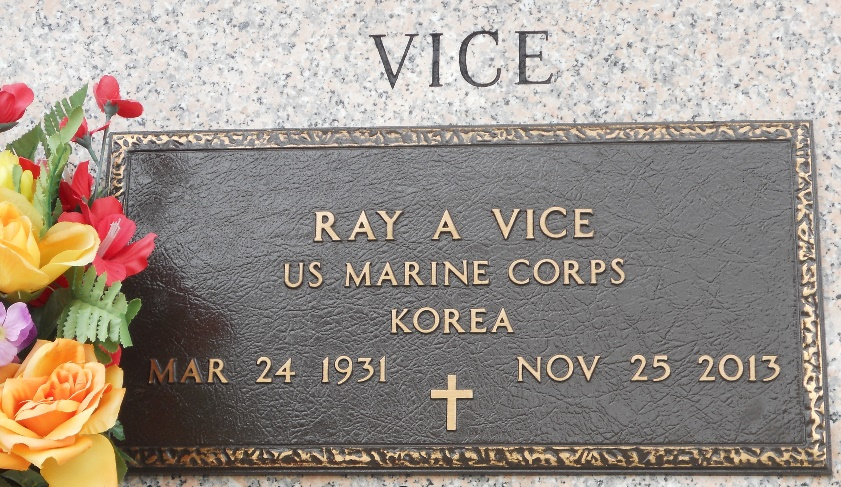 VICE
RAY A VICE
US MARINE CORPS
KOREA
MAR 24 1931 NOV 25 2013